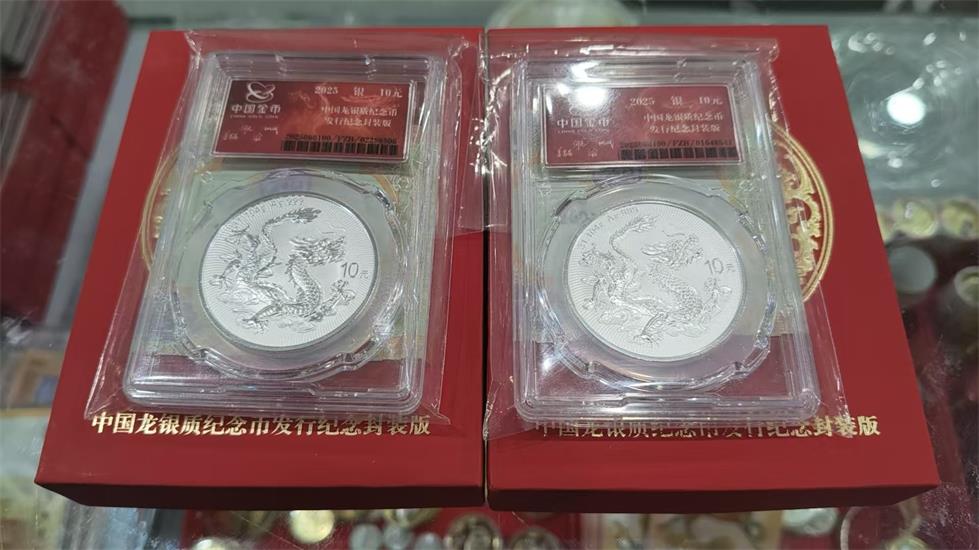 中国金币
CHINA GOLD COIN
2025 银 10元
中国龙银质纪念币
发行纪念封装版
10元
中国龙银质纪念币发行纪念封装版
中国金币
2025 银 10元
中国龙银质纪念币
发行纪念封装版
10元
中国龙银质纪念币发行纪念封装版